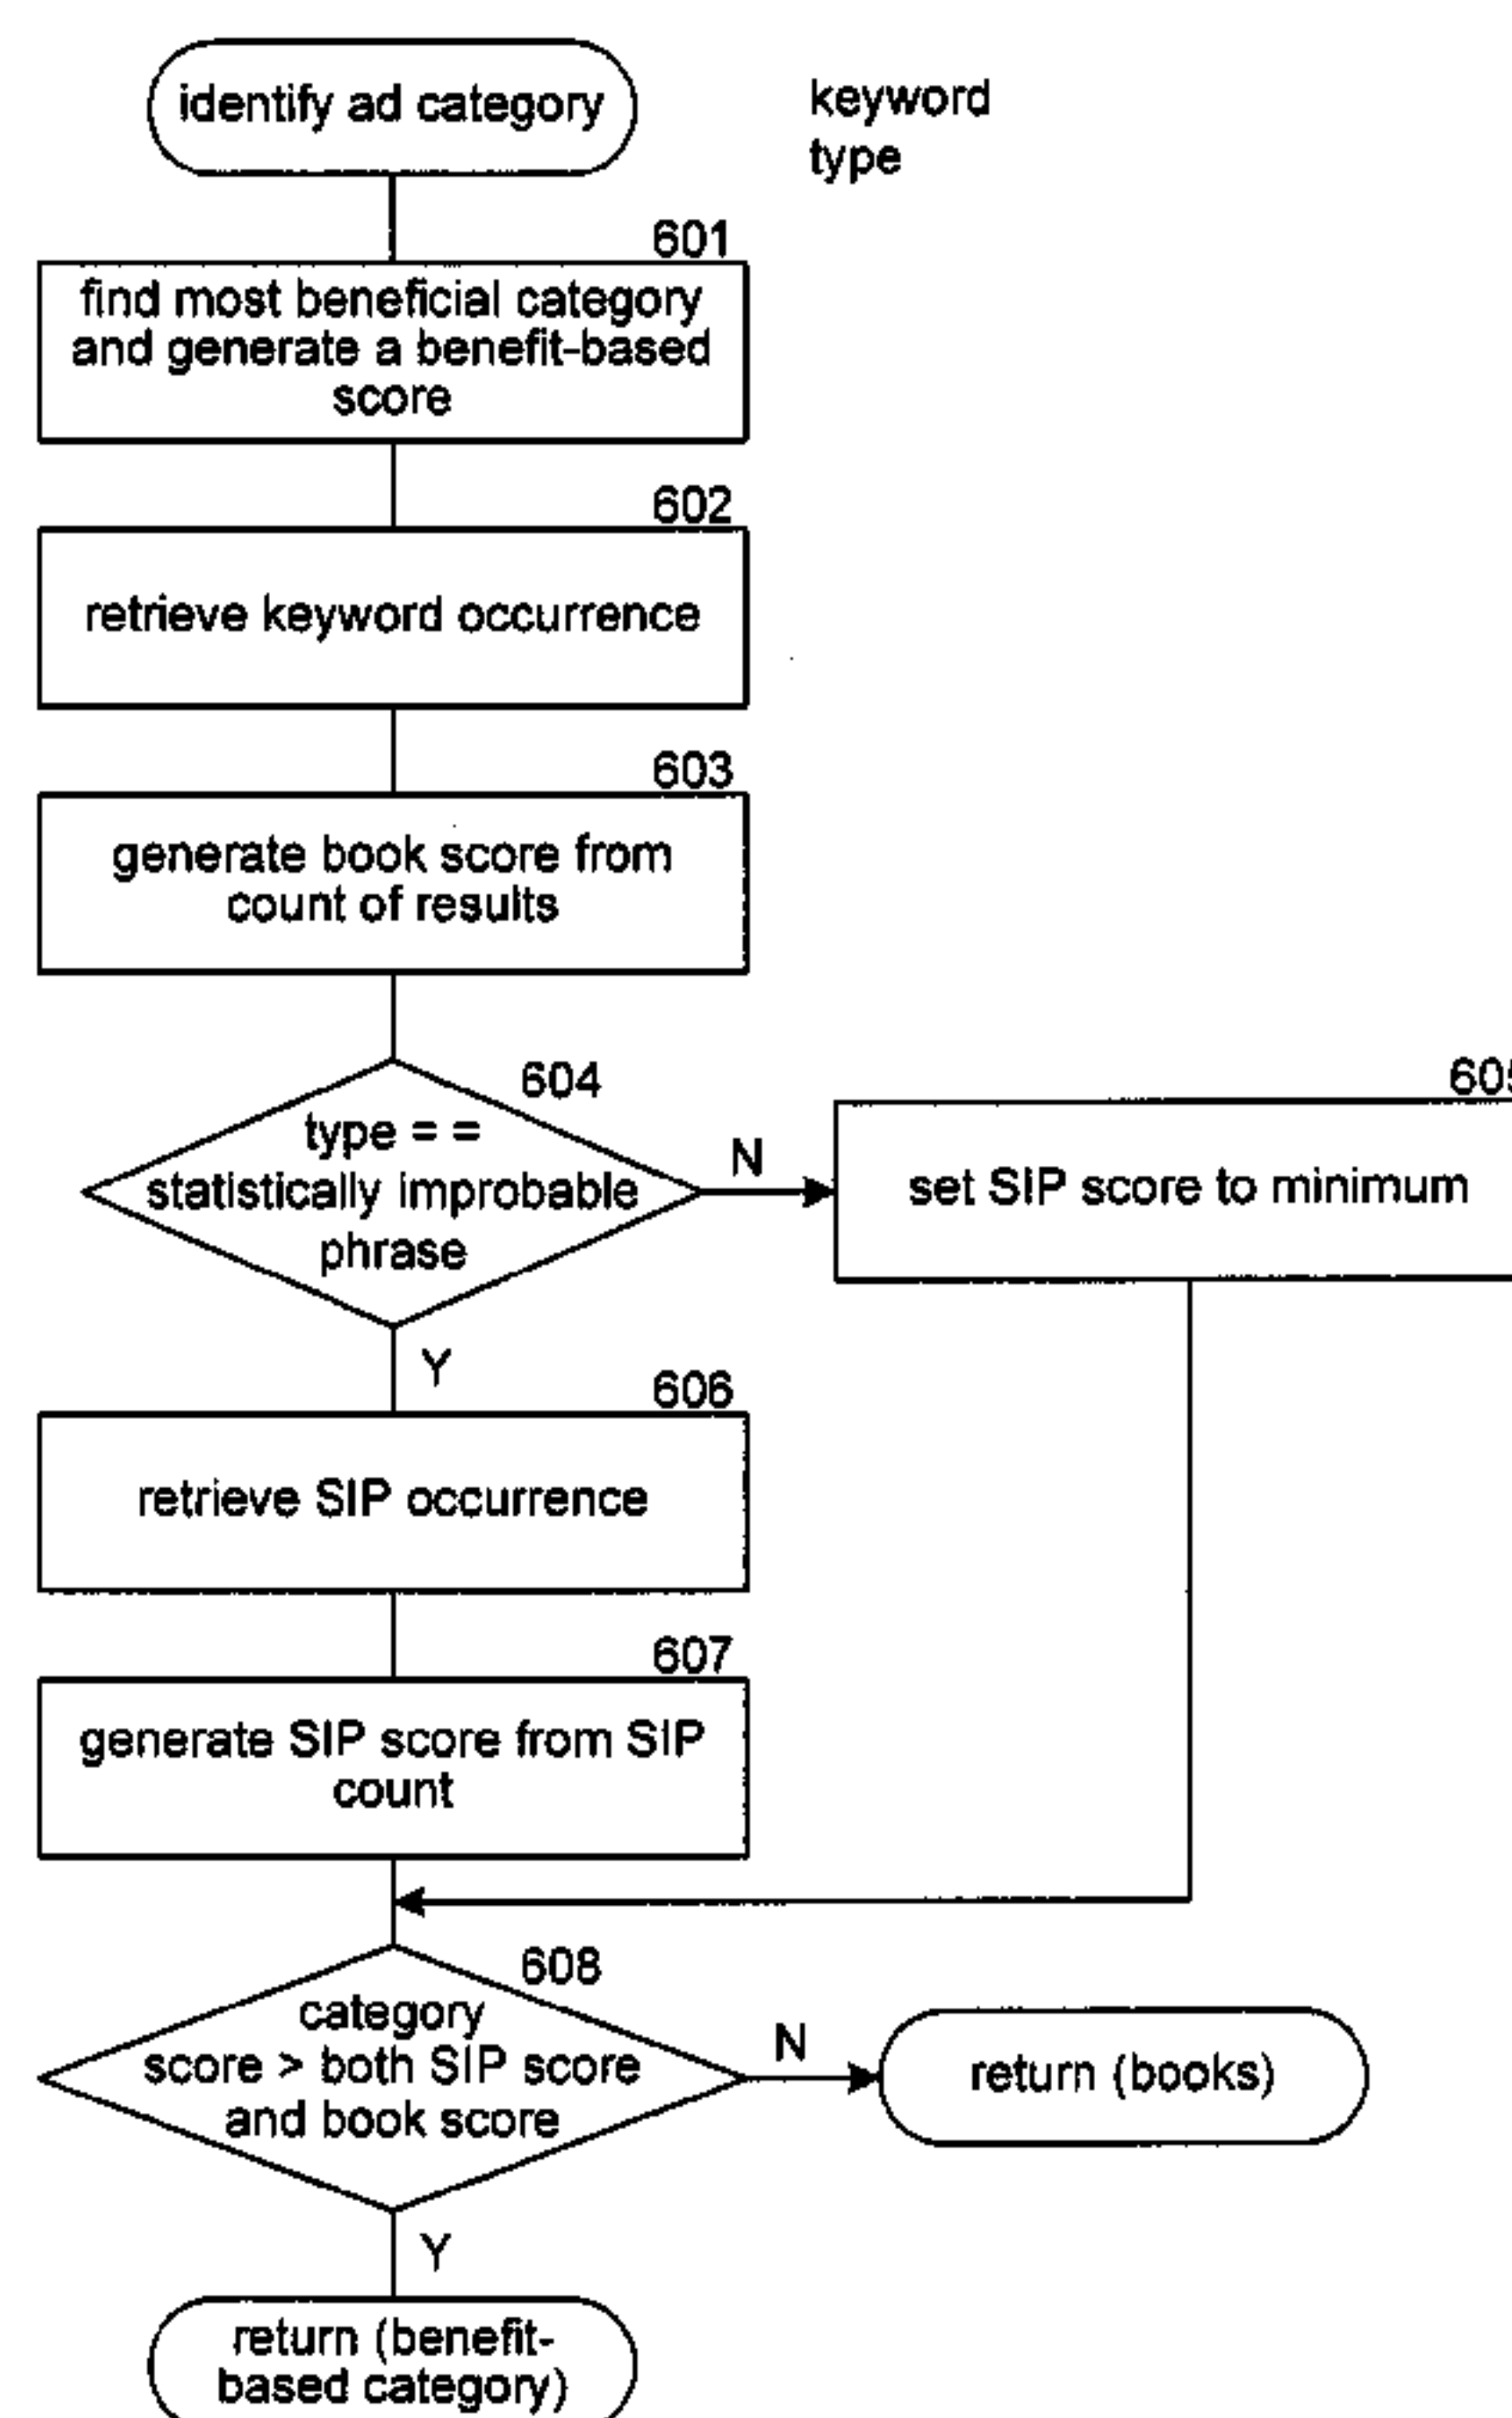 identify ad category
keyword
type
601
find most beneficial category
and generate a benefit-based
score
602
retrieve keyword occurrence
603
generate book score from
count of results
604
type = =
statistically improbable
phrase
N
605
set SIP score to minimum
Y
606
retrieve SIP occurrence
607
generate SIP score from SIP
count
608
category
score > both SIP score
and book score
N
return (books)
Y
return (benefit-
based category)